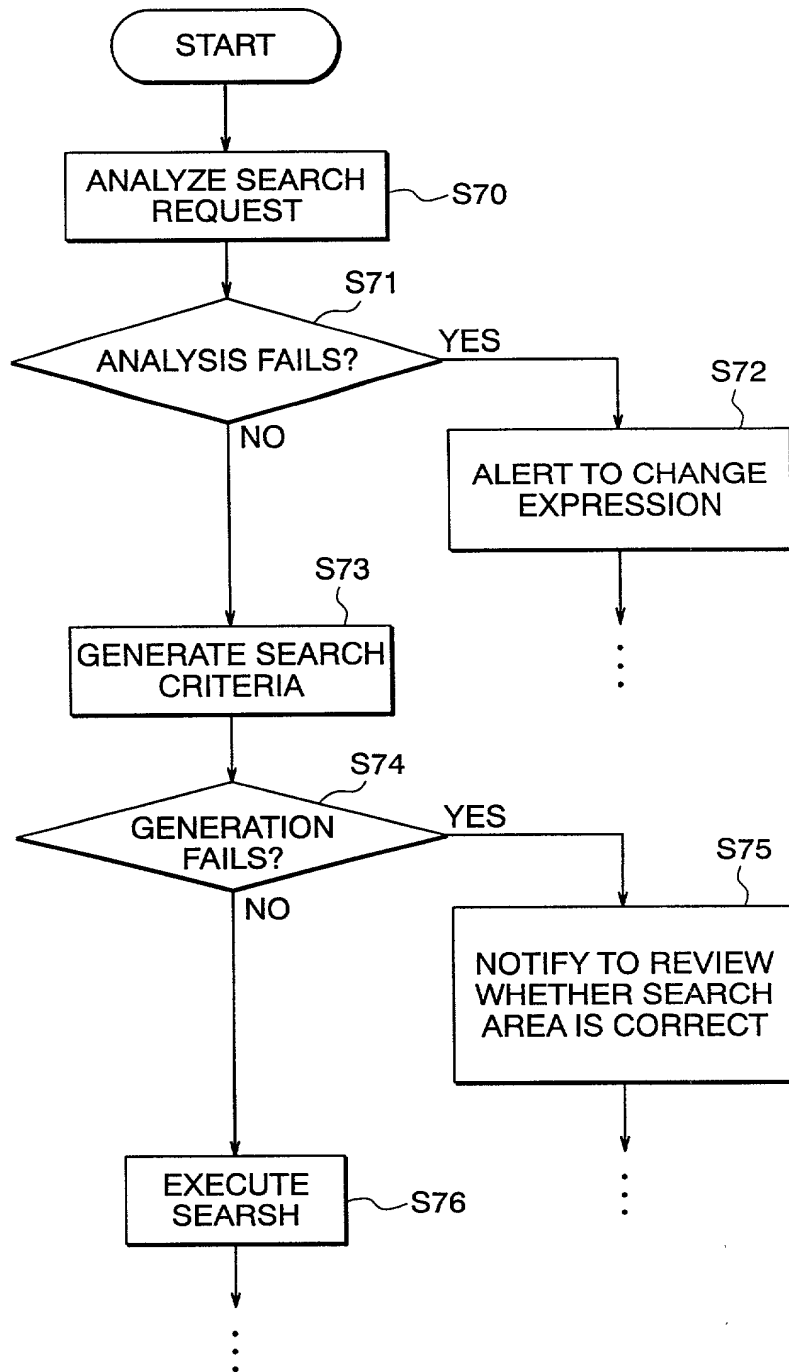 START
ANALYZE SEARCH
REQUEST
S70
S71
ANALYSIS FAILS?
YES
NO
S72
ALERT TO CHANGE
EXPRESSION
S73
GENERATE SEARCH
CRITERIA
S74
GENERATION
FAILS?
YES
NO
S75
NOTIFY TO REVIEW
WHETHER SEARCH
AREA IS CORRECT
EXECUTE
SEARSH
S76